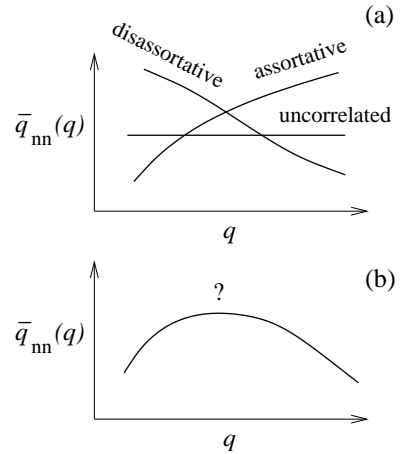 (a)
disassortative
assortative
uncorrelated
q̄nn(q)
q
(b)
?
q̄nn(q)
q